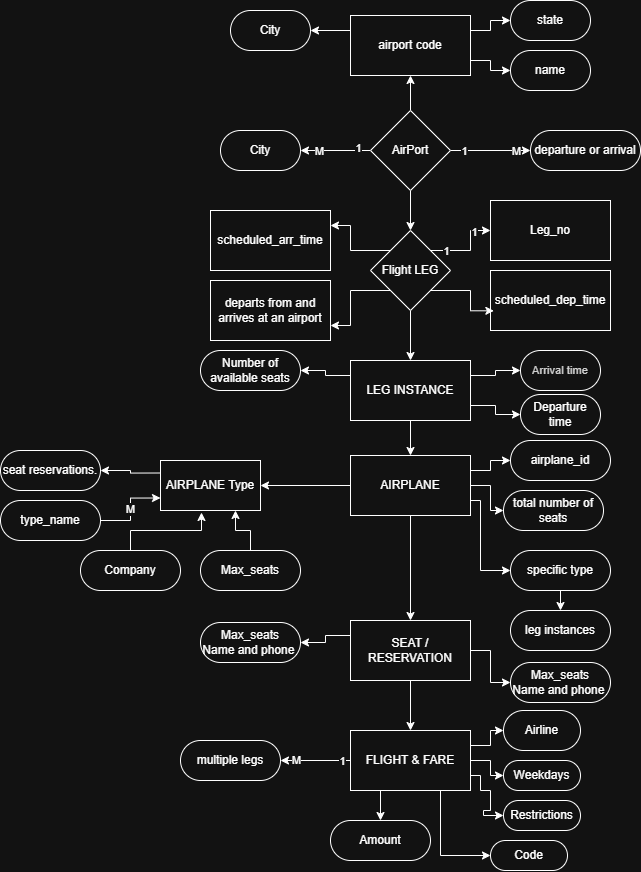 state
City
airport code
name
City
M
1
AirPort
1
M
departure or arrival
scheduled_arr_time
1
Leg_no
1
Flight LEG
departs from and
arrives at an airport
scheduled_dep_time
Number of
available seats
LEG INSTANCE
Arrival time
Departure
time
seat reservations.
AIRPLANE Type
AIRPLANE
airplane_id
type_name
M
total number of
seats
Company
Max_seats
specific type
leg instances
Max_seats
Name and phone
SEAT /
RESERVATION
Max_seats
Name and phone
Airline
multiple legs
M
1
FLIGHT & FARE
Weekdays
Restrictions
Amount
Code